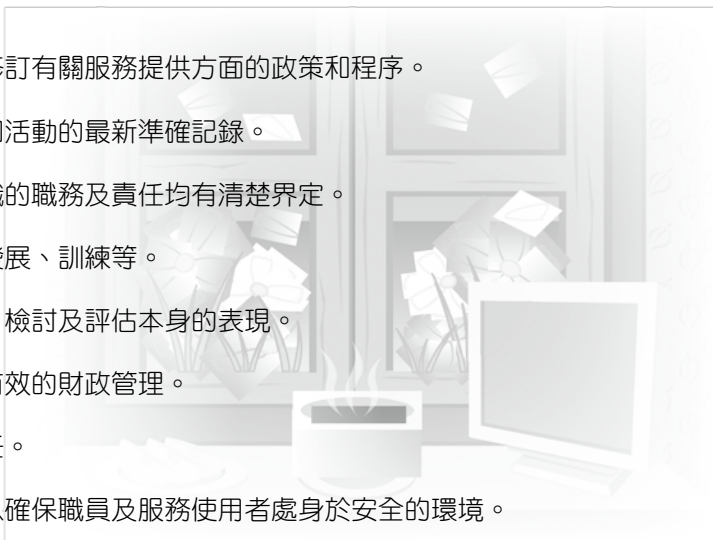 訂有關服務提供方面的政策和程序。
活動的最新準確記錄。
的職務及責任均有清楚界定。
展、訓練等。
檢討及評估本身的表現。
效的財政管理。
。
確保職員及服務使用者處身於安全的環境。